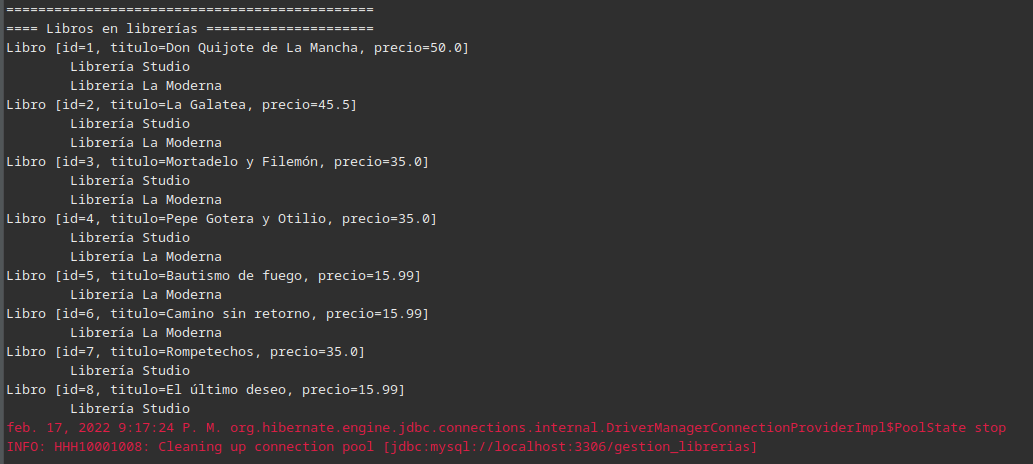 ==============================================
==== Libros en librerías =====================
Libro [id=1, titulo=Don Quijote de La Mancha, precio=50.0]
Librería Studio
Librería La Moderna
Libro [id=2, titulo=La Galatea, precio=45.5]
Librería Studio
Librería La Moderna
Libro [id=3, titulo=Mortadelo y Filemón, precio=35.0]
Librería Studio
Librería La Moderna
Libro [id=4, titulo=Pepe Gotera y Otilio, precio=35.0]
Librería Studio
Librería La Moderna
Libro [id=5, titulo=Bautismo de fuego, precio=15.99]
Librería La Moderna
Libro [id=6, titulo=Camino sin retorno, precio=15.99]
Librería La Moderna
Libro [id=7, titulo=Rompetechos, precio=35.0]
Librería Studio
Libro [id=8, titulo=El último deseo, precio=15.99]
Librería Studio
feb. 17, 2022 9:17:24 P. M. org.hibernate.engine.jdbc.connections.internal.DriverManagerConnectionProviderImpl$PoolState stop
INFO: HHH10001008: Cleaning up connection pool [jdbc:mysql://localhost:3306/gestion_librerias]